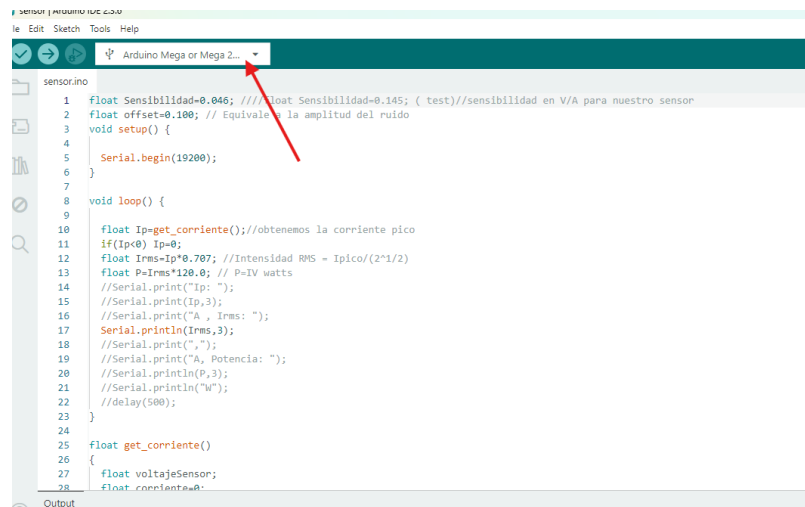 sensor | Arduino IDE 2.3.0
le Edit Sketch Tools Help
Arduino Mega or Mega 2...
sensor.ino
1 float Sensibilidad=0.046; ////float Sensibilidad=0.145; ( test)//sensibilidad en V/A para nuestro sensor
2 float offset=0.100; // Equivale a la amplitud del ruido
3 void setup() {
4
5 Serial.begin(19200);
6 }
7
8 void loop() {
9
10 float Ip=get_corriente();//obtenemos la corriente pico
11 if(Ip<0) Ip=0;
12 float Irms=Ip*0.707; //Intensidad RMS = Ipico/(2^1/2)
13 float P=Irms*120.0; // P=IV watts
14 //Serial.print("Ip: ");
15 //Serial.print(Ip,3);
16 //Serial.print("A , Irms: ");
17 Serial.println(Irms,3);
18 //Serial.print(",");
19 //Serial.print("A, Potencia: ");
20 //Serial.println(P,3);
21 //Serial.println("W");
22 //delay(500);
23 }
24
25 float get_corriente()
26 {
27 float voltajeSensor;
28 float corriente=0;
Output